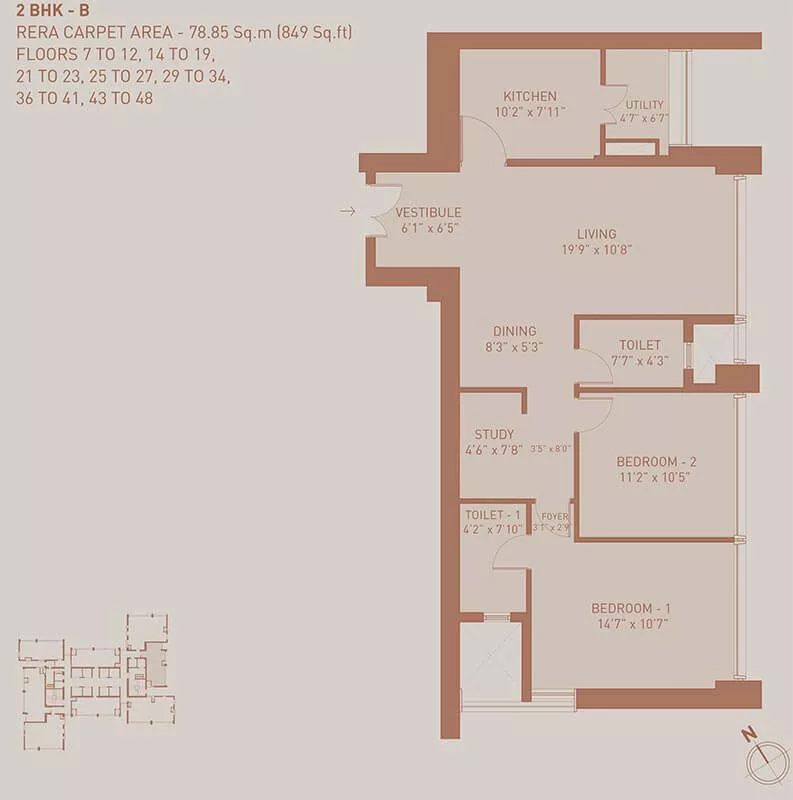 2 BHK - B
RERA CARPET AREA - 78.85 Sq.m (849 Sq.ft)
FLOORS 7 TO 12, 14 TO 19,
21 TO 23, 25 TO 27, 29 TO 34,
36 TO 41, 43 TO 48
KITCHEN
10'2" x 7'11"
UTILITY
4'7" x 6'7"
VESTIBULE
6'1" x 6'5"
LIVING
19'9" x 10'8"
DINING
8'3" x 5'3"
TOILET
7'7" x 4'3"
STUDY
4'6" x 7'8"
3'5" x 8'0"
BEDROOM - 2
11'2" x 10'5"
TOILET - 1
4'2" x 7'10"
FOYER
3'1" x 2'9"
BEDROOM - 1
14'7" x 10'7"
N